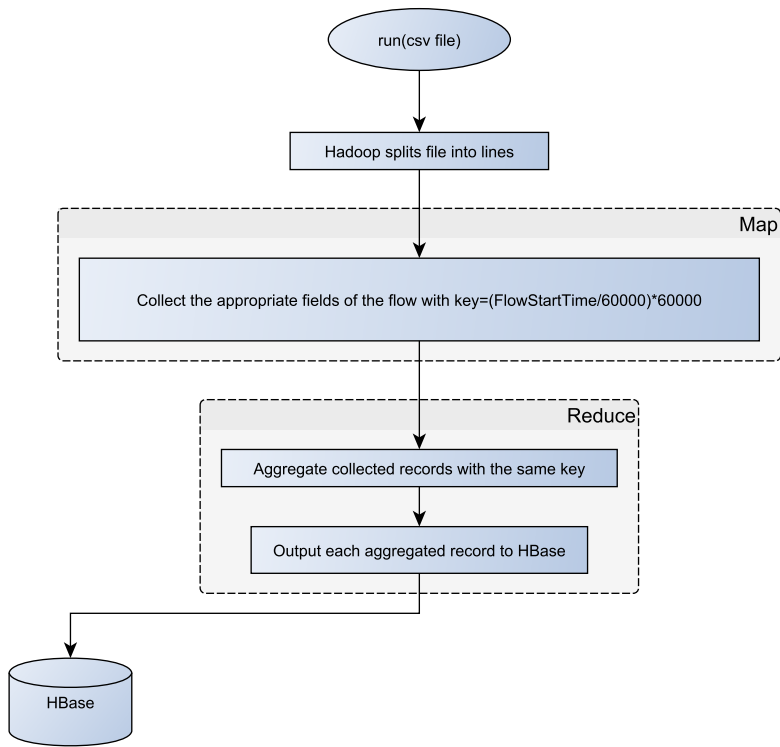 run(csv file)
Hadoop splits file into lines
Map
Collect the appropriate fields of the flow with key=(FlowStartTime/60000)*60000
Reduce
Aggregate collected records with the same key
Output each aggregated record to HBase
HBase